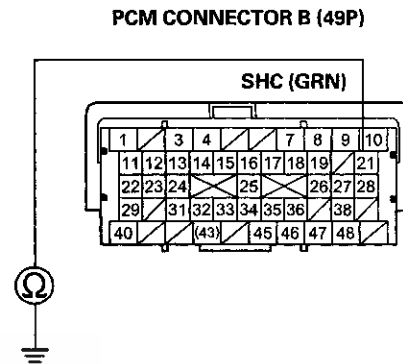 PCM CONNECTOR B (49P)
SHC (GRN)
1 3 4 7 8 9 10
11 12 13 14 15 16 17 18 19 21
22 23 24 25 26 27 28
29 31 32 33 34 35 36 38
40 (43) 45 46 47 48
Ω